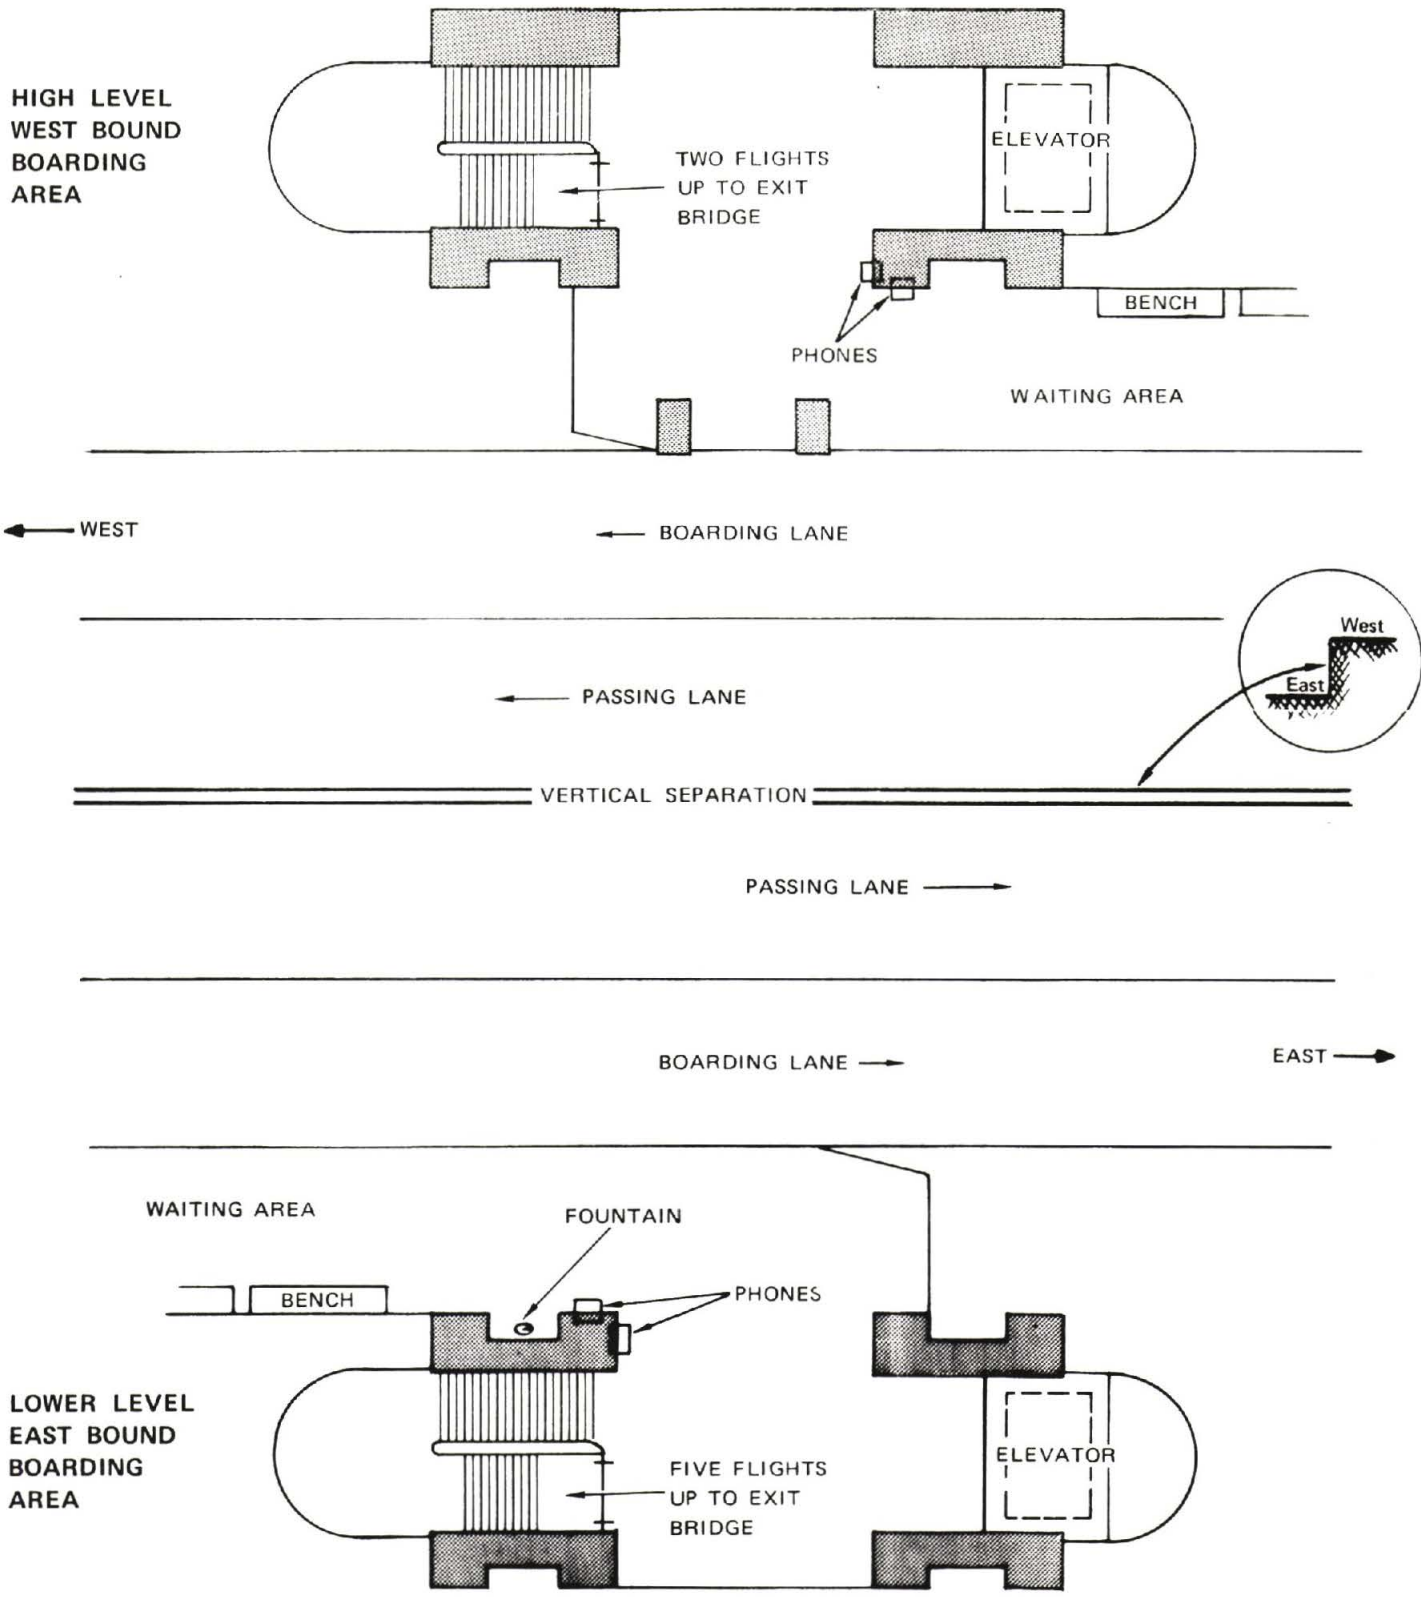 HIGH LEVEL
WEST BOUND
BOARDING
AREA
TWO FLIGHTS
UP TO EXIT
BRIDGE
ELEVATOR
BENCH
PHONES
WAITING AREA
WEST
BOARDING LANE
West
East
PASSING LANE
VERTICAL SEPARATION
PASSING LANE
BOARDING LANE
EAST
WAITING AREA
FOUNTAIN
BENCH
PHONES
LOWER LEVEL
EAST BOUND
BOARDING
AREA
FIVE FLIGHTS
UP TO EXIT
BRIDGE
ELEVATOR